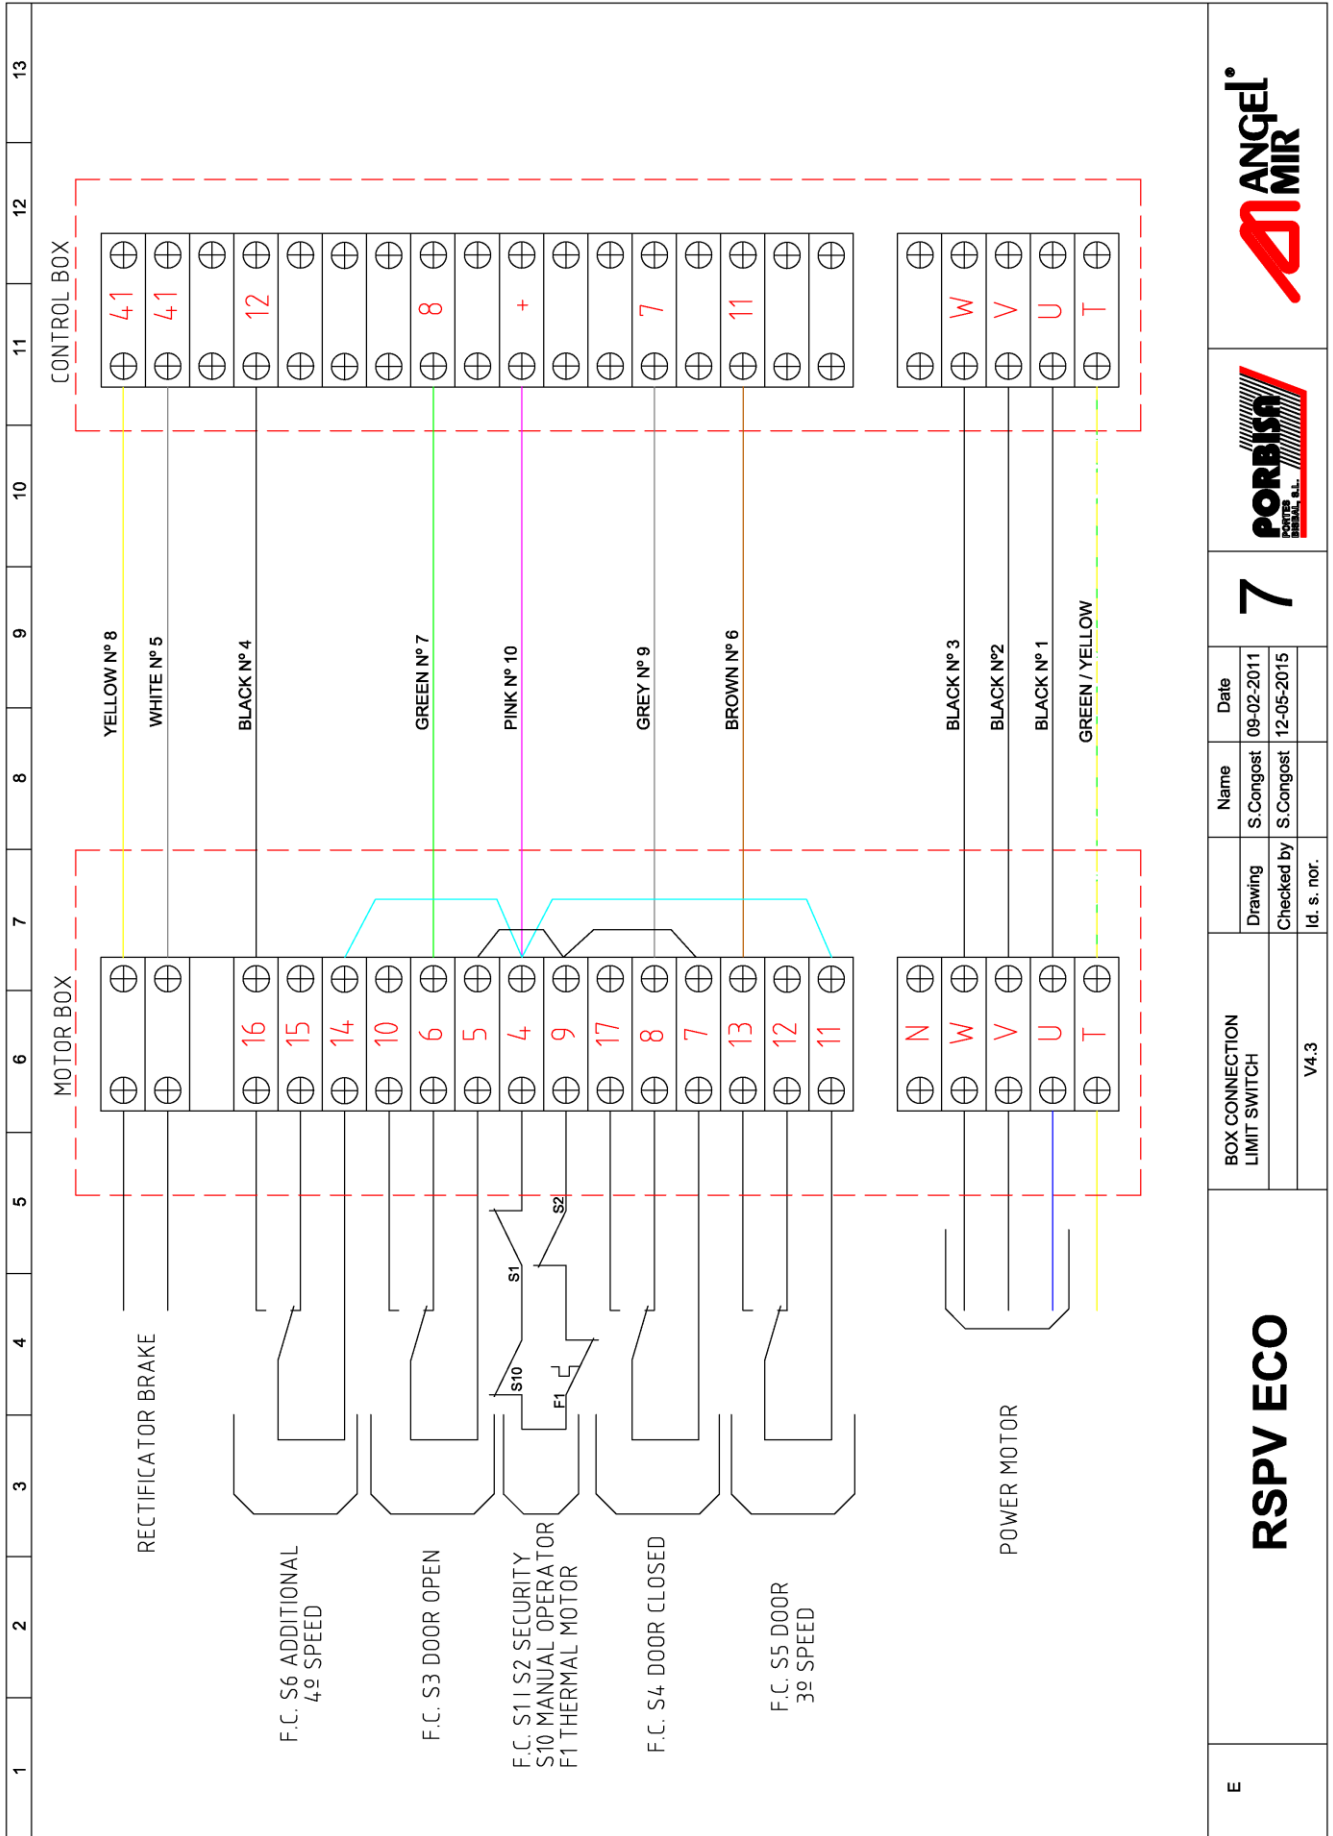 1 2 3 4 5 6 7 8 9 10 11 12 13
MOTOR BOX
CONTROL BOX
RECTIFICATOR BRAKE
F.C. S6 ADDITIONAL
4º SPEED
F.C. S3 DOOR OPEN
F.C. S1 I S2 SECURITY
S10 MANUAL OPERATOR
F1 THERMAL MOTOR
F.C. S4 DOOR CLOSED
F.C. S5 DOOR
3º SPEED
POWER MOTOR
S10
S1
F1
S2
16
15
14
10
6
5
4
9
17
8
7
13
12
11
N
W
V
U
T
YELLOW Nº 8
WHITE Nº 5
BLACK Nº 4
GREEN Nº 7
PINK Nº 10
GREY Nº 9
BROWN Nº 6
BLACK Nº 3
BLACK Nº2
BLACK Nº 1
GREEN / YELLOW
41
41
12
8
+
7
11
W
V
U
T
E
RSPV ECO
BOX CONNECTION
LIMIT SWITCH
V4.3
Name Date
Drawing S.Congost 09-02-2011
Checked by S.Congost 12-05-2015
Id. s. nor.
7
PORBISA
PORTES
BISBAL, S.L.
ANGEL®
MIR